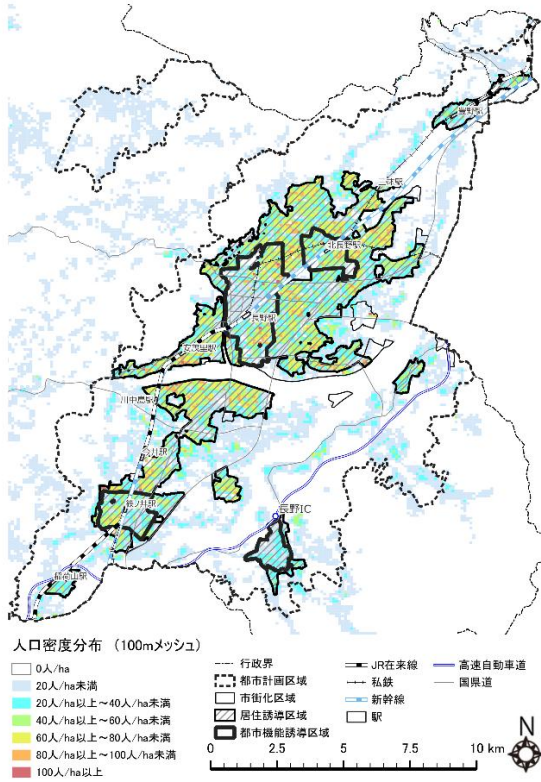 豊野駅
三才駅
北長野駅
長野駅
安茂里駅
川中島駅
今井駅
篠ノ井駅
長野IC
稲荷山駅
人口密度分布 (100mメッシュ)
0人/ha
20人/ha未満
20人/ha以上～40人/ha未満
40人/ha以上～60人/ha未満
60人/ha以上～80人/ha未満
80人/ha以上～100人/ha未満
100人/ha以上
行政界
都市計画区域
市街化区域
居住誘導区域
都市機能誘導区域
JR在来線
私鉄
新幹線
駅
高速自動車道
国県道
N
0 2.5 5 7.5 10 km